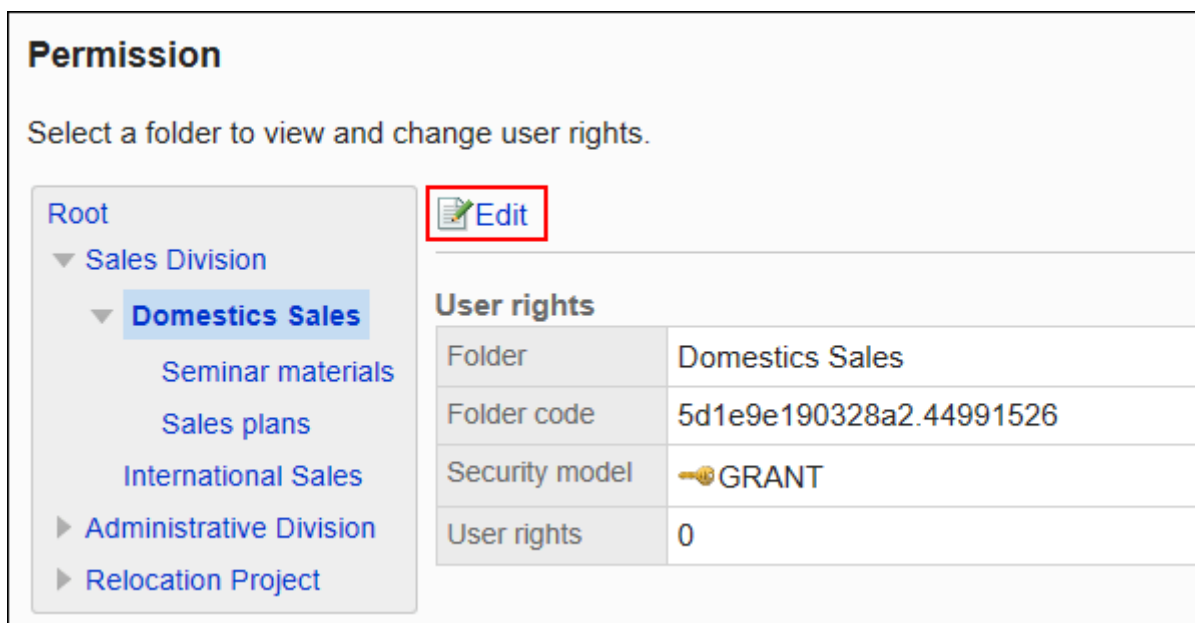 Permission
Select a folder to view and change user rights.
Root
Sales Division
Domestics Sales
Seminar materials
Sales plans
International Sales
Administrative Division
Relocation Project
Edit
User rights
Folder Domestics Sales
Folder code 5d1e9e190328a2.44991526
Security model GRANT
User rights 0